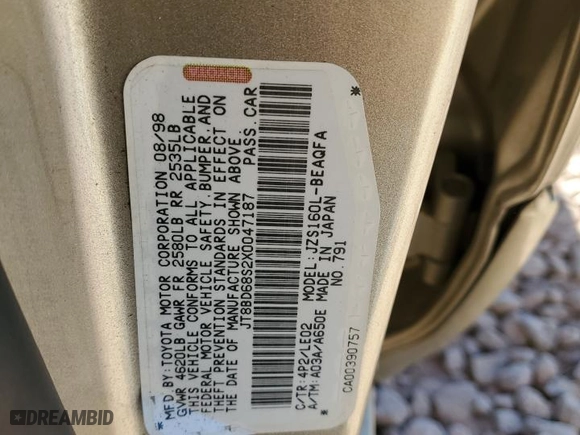 MFD.BY:TOYOTA MOTOR CORPORATION 08/98
GVWR 4620LB GAWR FR 2580LB RR 2535LB
THIS VEHICLE CONFORMS TO ALL APPLICABLE
FEDERAL MOTOR VEHICLE SAFETY,BUMPER,AND
THEFT PREVENTION STANDARDS IN EFFECT ON
THE DATE OF MANUFACTURE SHOWN ABOVE.
JT8BD68S2X0047187 PASS.CAR
C/TR:4P2/LE02 MODEL:JZS160L-BEAQFA
A/TM:A03A/A650E MADE IN JAPAN
NO.791
CA00390757
DREAMBID